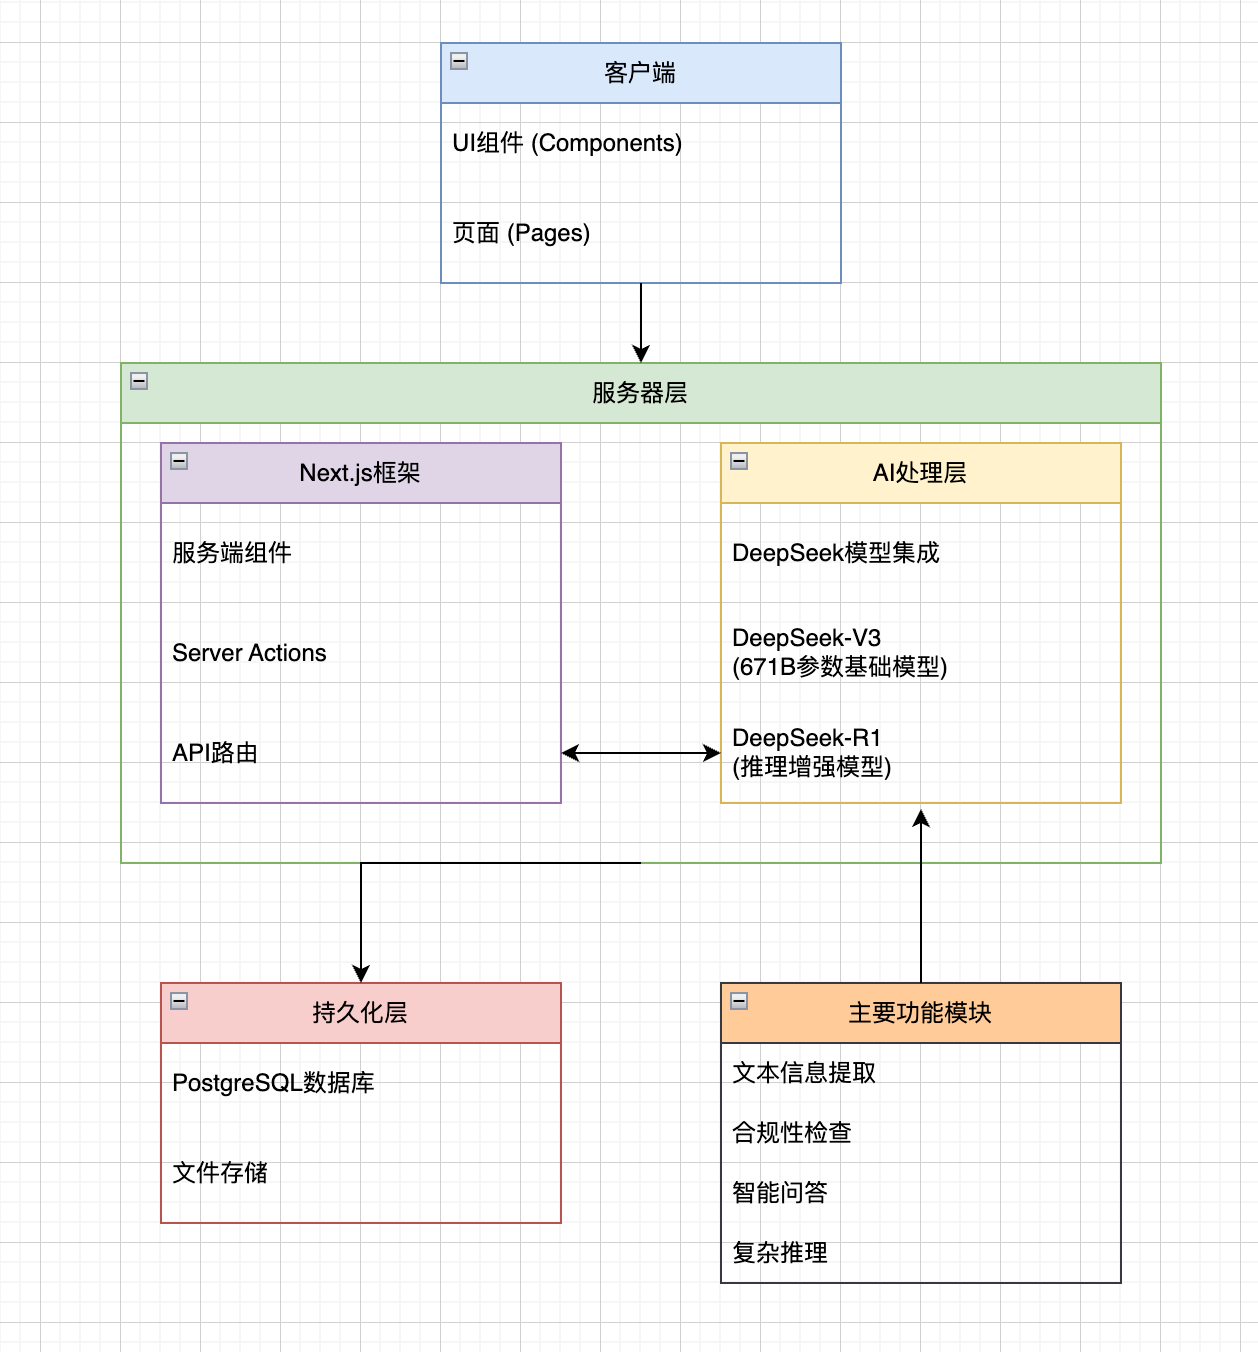 客户端
UI组件 (Components)
页面 (Pages)
服务器层
Next.js框架
服务端组件
Server Actions
API路由
AI处理层
DeepSeek模型集成
DeepSeek-V3
(671B参数基础模型)
DeepSeek-R1
(推理增强模型)
持久化层
PostgreSQL数据库
文件存储
主要功能模块
文本信息提取
合规性检查
智能问答
复杂推理